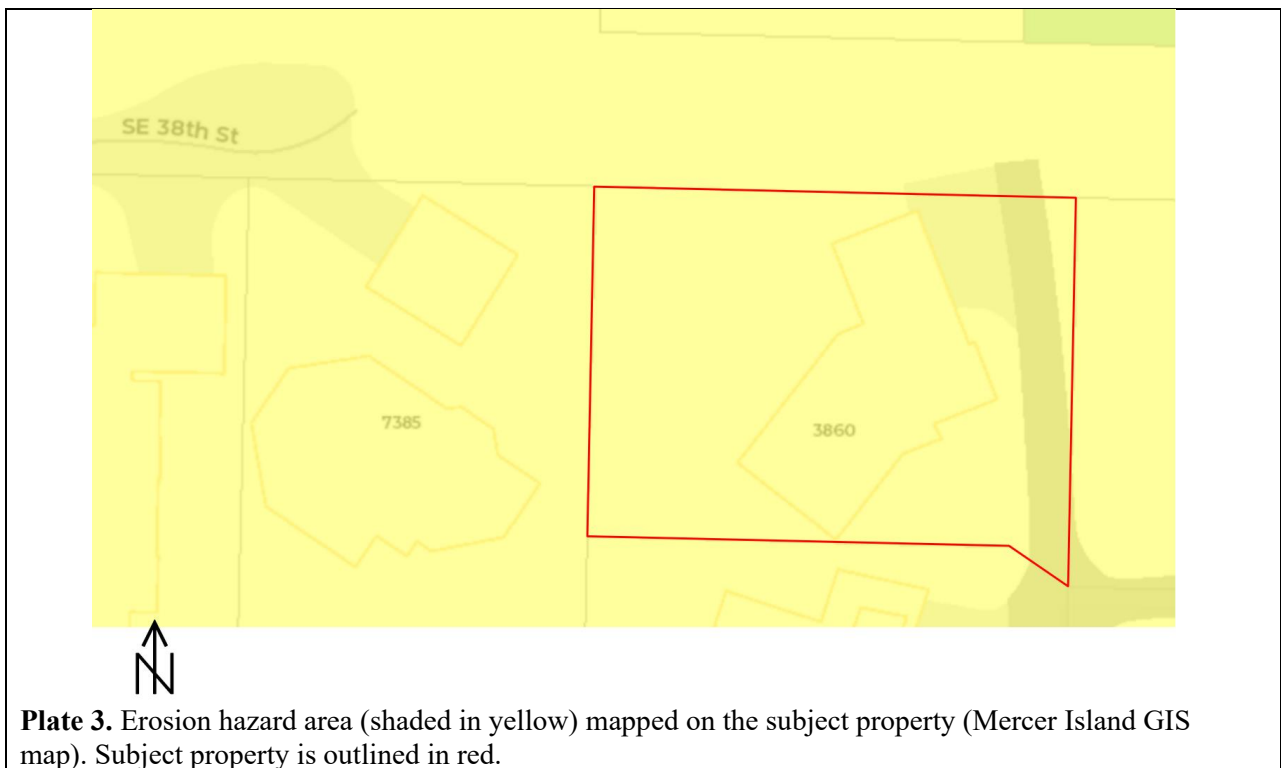 SE 38th St
7385
3860
N
Plate 3. Erosion hazard area (shaded in yellow) mapped on the subject property (Mercer Island GIS
map). Subject property is outlined in red.